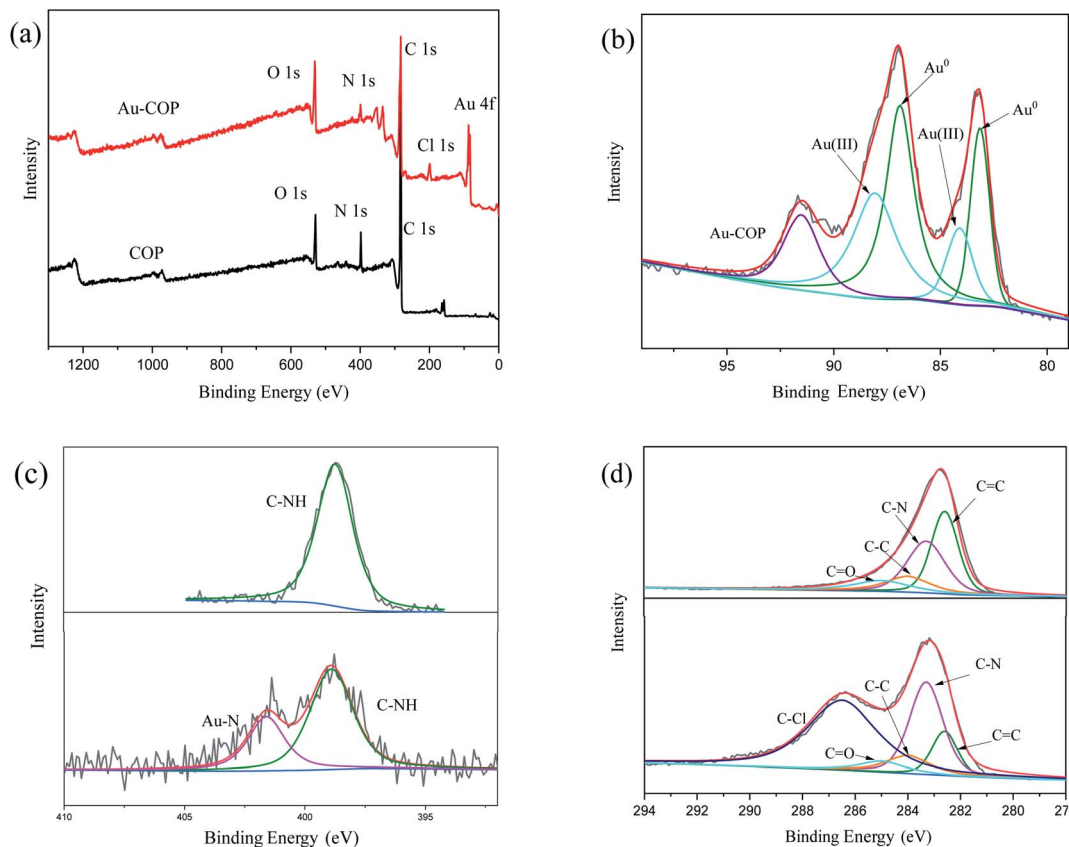 (a)
C 1s
O 1s
N 1s
Au 4f
Au-COP
Cl 1s
O 1s
N 1s
C 1s
COP
Intensity
1200 1000 800 600 400 200 0
Binding Energy (eV)
(b)
Au⁰
Au⁰
Au(III)
Au(III)
Au-COP
Intensity
95 90 85 80
Binding Energy (eV)
(c)
C-NH
Au-N
C-NH
Intensity
410 405 400 395
Binding Energy (eV)
(d)
C=C
C-N
C-C
C=O
C-N
C-C
C-Cl
C=O
C=C
Intensity
294 292 290 288 286 284 282 280 27
Binding Energy (eV)